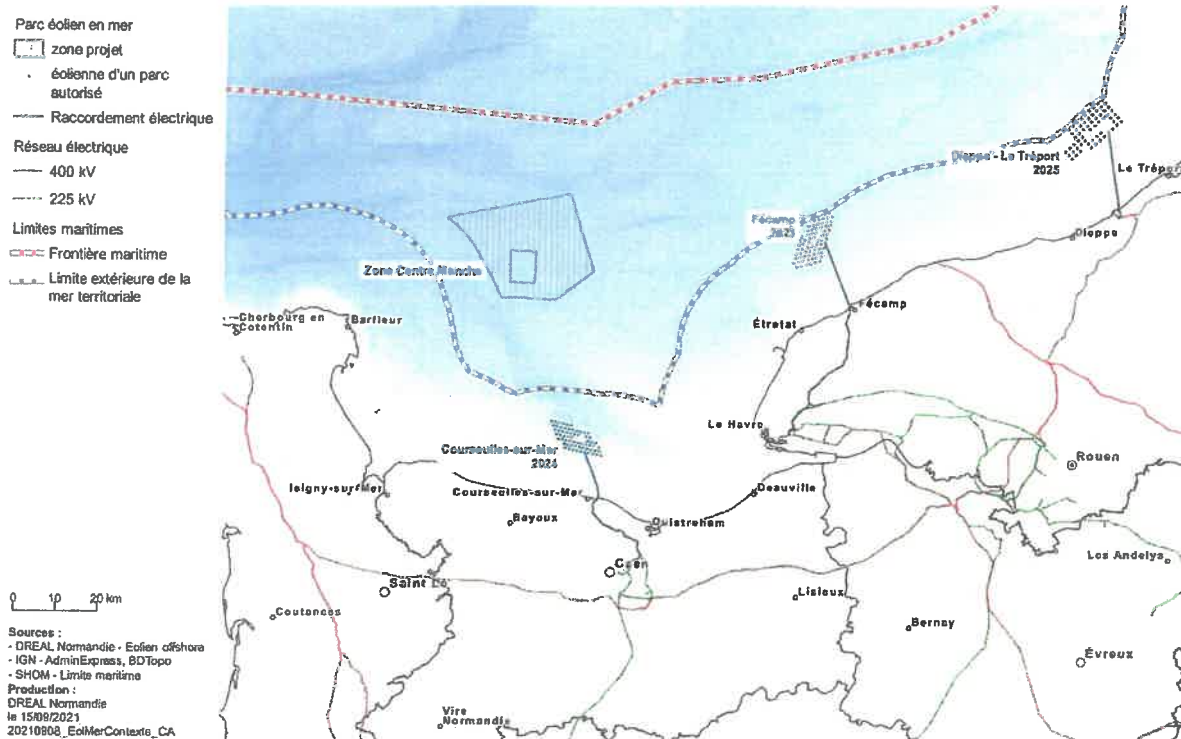 Parc éolien en mer
zone projet
éolienne d'un parc
autorisé
Raccordement électrique
Réseau électrique
400 kV
225 kV
Limites maritimes
Frontière maritime
Limite extérieure de la
mer territoriale
Dieppe - Le Tréport
2025
Le Tréport
Fécamp
2023
Dieppe
Zone Centre Manche
Cherbourg en
Cotentin
Barfleur
Fécamp
Étretat
Le Havre
Courseulles-sur-Mer
2024
Rouen
Isigny-sur-Mer
Courseulles-sur-Mer
Deauville
Bayeux
Ouistreham
Les Andelys
Caen
Saint Lô
Lisieux
Coutances
Bernay
Évreux
Vire
Normandie
0 10 20 km
Sources :
- DREAL Normandie - Eolien offshore
- IGN - AdminExpress, BDTopo
- SHOM - Limite maritime
Production :
DREAL Normandie
le 15/09/2021
20210908_EolMerContexte_CA